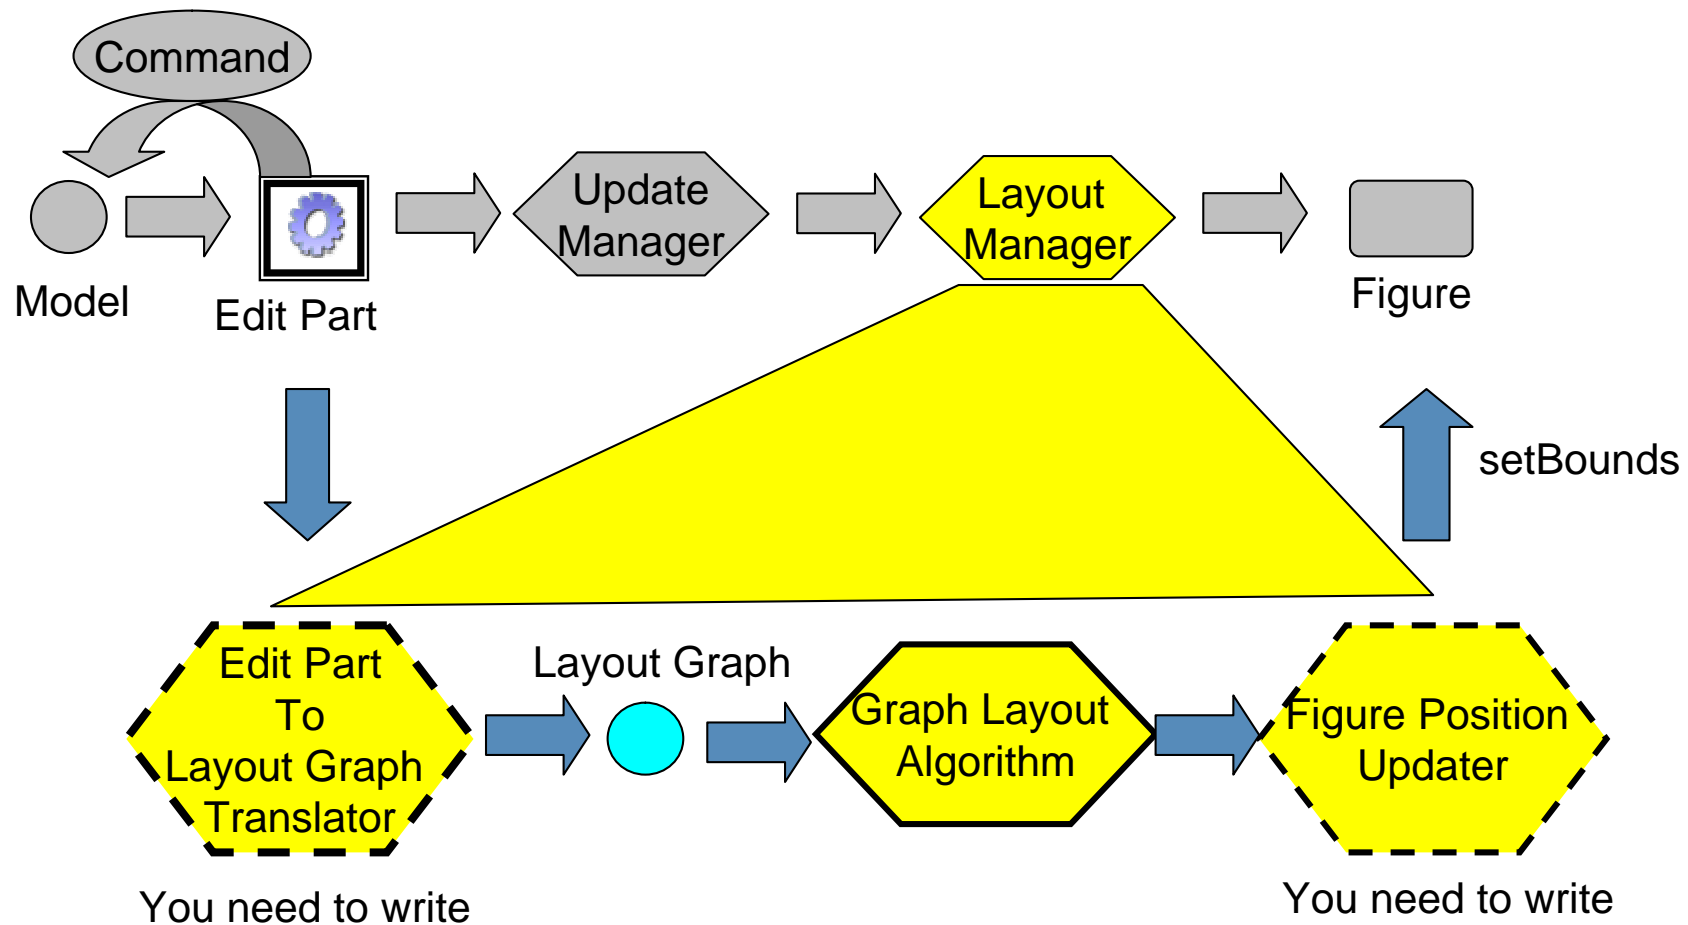 Command
Model
Edit Part
Update
Manager
Layout
Manager
Figure
setBounds
Edit Part
To
Layout Graph
Translator
You need to write
Layout Graph
Graph Layout
Algorithm
Figure Position
Updater
You need to write